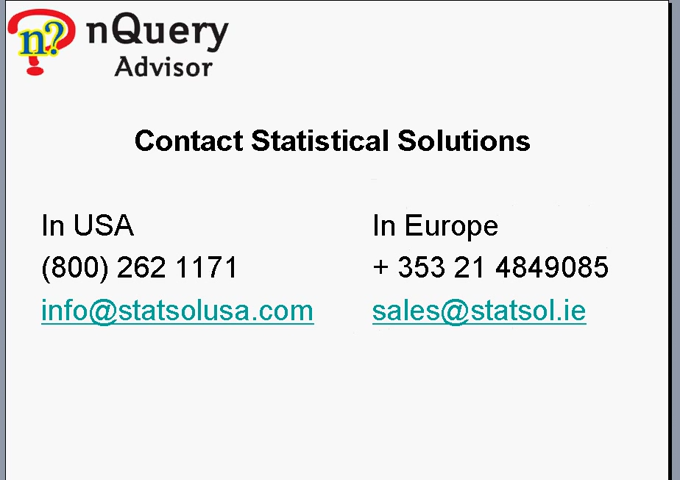 n?
nQuery
Advisor
Contact Statistical Solutions
In USA
(800) 262 1171
info@statsolusa.com
In Europe
+ 353 21 4849085
sales@statsol.ie